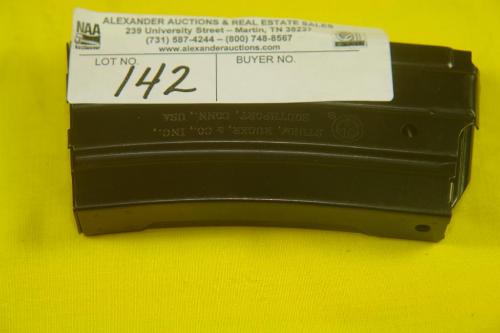 NAA
ALEXANDER AUCTIONS & REAL ESTATE SALES
239 University Street – Martin, TN 38237
(731) 587-4244 – (800) 748-8567
www.alexanderauctions.com
LOT NO.
BUYER NO.
142
STURM, RUGER & CO., INC.,
SOUTHPORT, CONN., USA